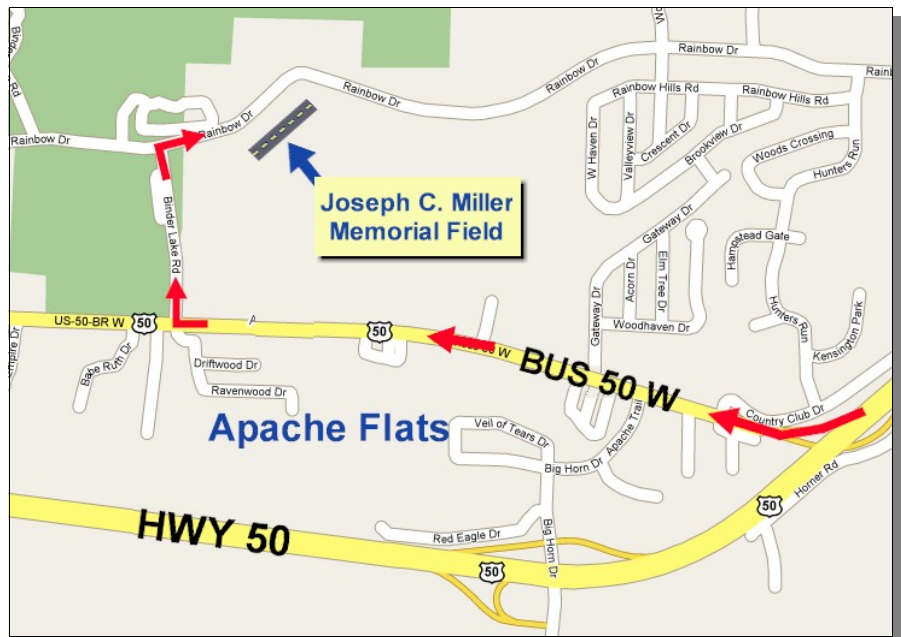 Rainbow Dr
Rainb
Rainbow Dr
Rainbow Dr
Rainbow Hills Rd
Rainbow Hills Rd
Rainbow Dr
Rainbow Dr
W Haven Dr
Valleyview Dr
Crescent Dr
Brookview Dr
Woods Crossing
Hunters Run
Joseph C. Miller
Memorial Field
Binder Lake Rd
Gateway Dr
Hampstead Gate
Acorn Dr
Elm Tree Dr
Gateway Dr
Woodhaven Dr
Hunters Run
Kensington Park
US-50-BR W
50
50
BUS 50 W
Babe Ruth Dr
Driftwood Dr
Ravenwood Dr
Country Club Dr
Apache Flats
Veil of Tears Dr
Apache Trail
Big Horn Dr
Horner Rd
50
HWY 50
Red Eagle Dr
Big Horn Dr
50